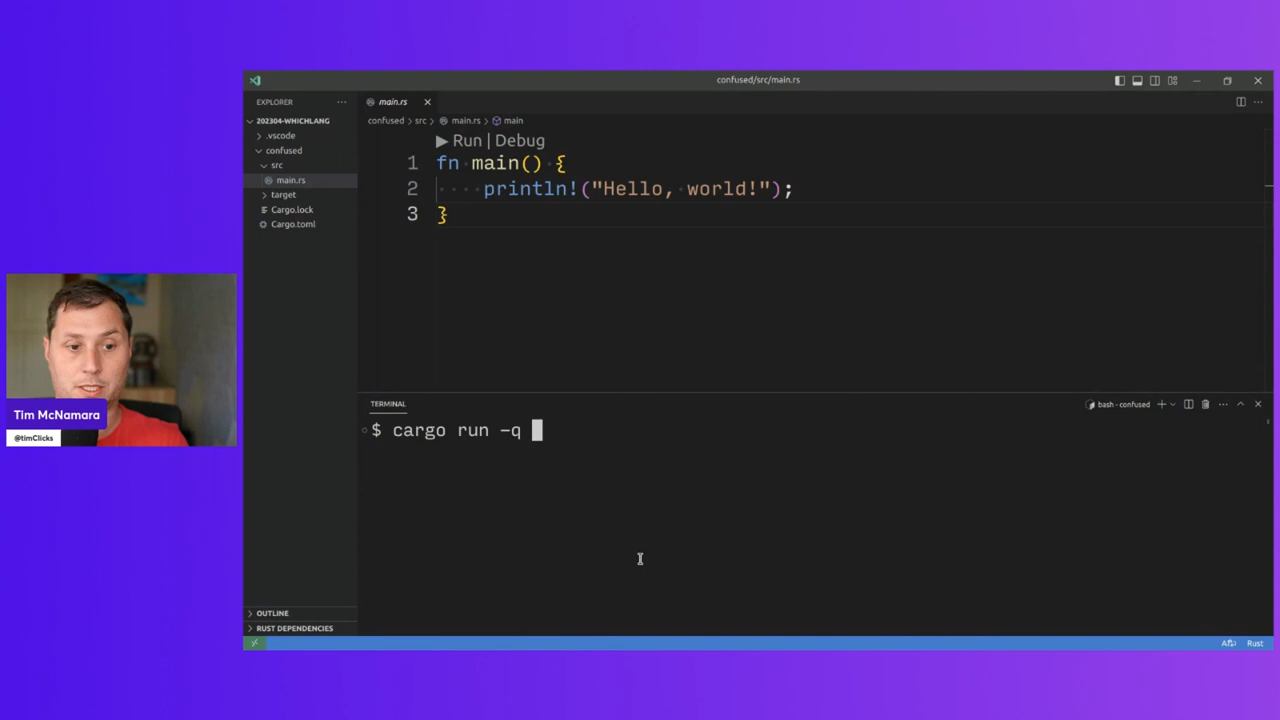 confused/src/main.rs
EXPLORER
202304-WHICHLANG
.vscode
confused
src
main.rs
target
Cargo.lock
Cargo.toml
OUTLINE
RUST DEPENDENCIES
main.rs
confused > src > main.rs > main
▶ Run | Debug
1 fn main() {
2 ····println!("Hello, world!");
3 }
TERMINAL
bash - confused
$ cargo run -q
Rust
Tim McNamara
@timClicks